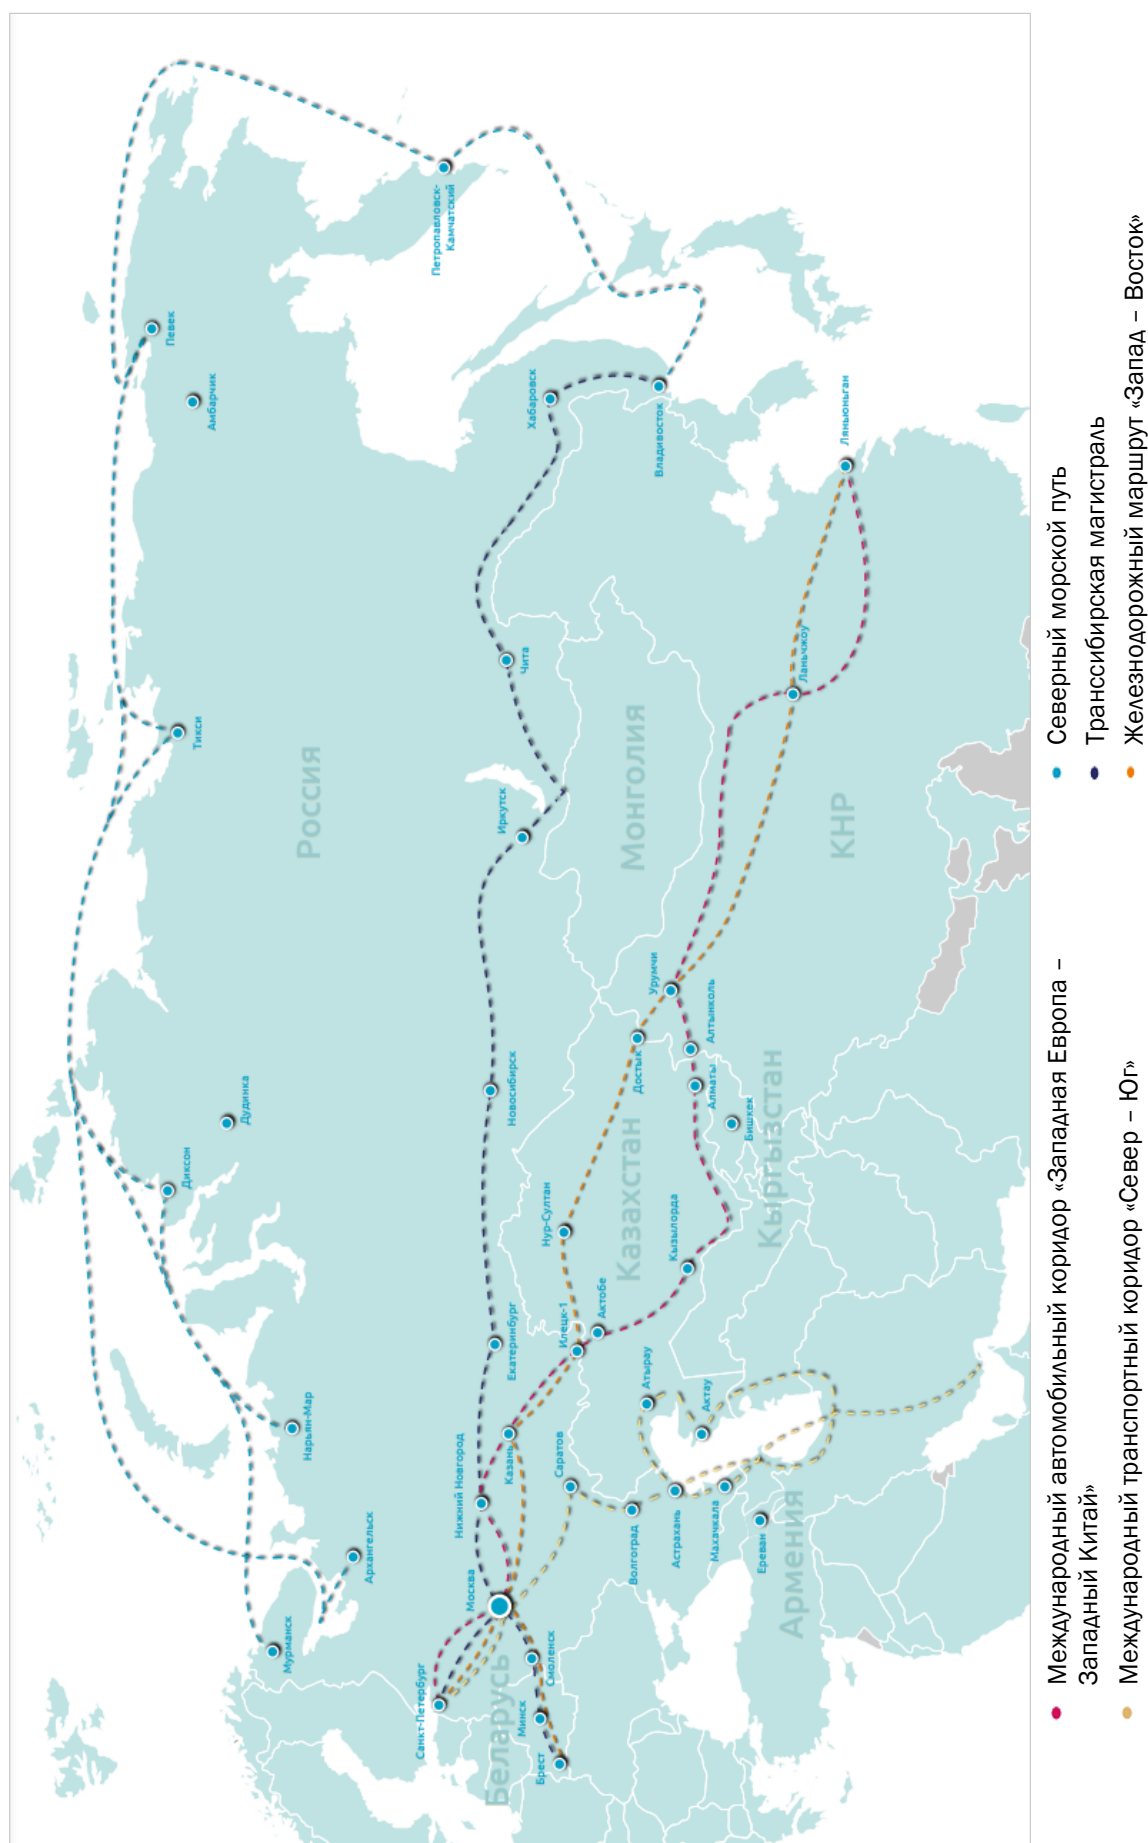 Певек
Амбарчик
Тикси
Дудинка
Диксон
Нарьян-Мар
Архангельск
Мурманск
Петропавловск-
Камчатский
РОССИЯ
Хабаровск
Владивосток
Чита
Иркутск
Новосибирск
Екатеринбург
Нижний Новгород
Казань
Москва
Санкт-Петербург
Смоленск
Минск
Брест
Беларусь
Монголия
КНР
Ляньюньган
Ланьчжоу
Урумчи
Достык
Алтынколь
Алматы
Бишкек
Казахстан
Кыргызстан
Нур-Султан
Кызылорда
Актобе
Илецк-1
Атырау
Актау
Саратов
Волгоград
Астрахань
Махачкала
Ереван
Армения
Международный автомобильный коридор «Западная Европа –
Западный Китай»
Международный транспортный коридор «Север – Юг»
Северный морской путь
Транссибирская магистраль
Железнодорожный маршрут «Запад – Восток»